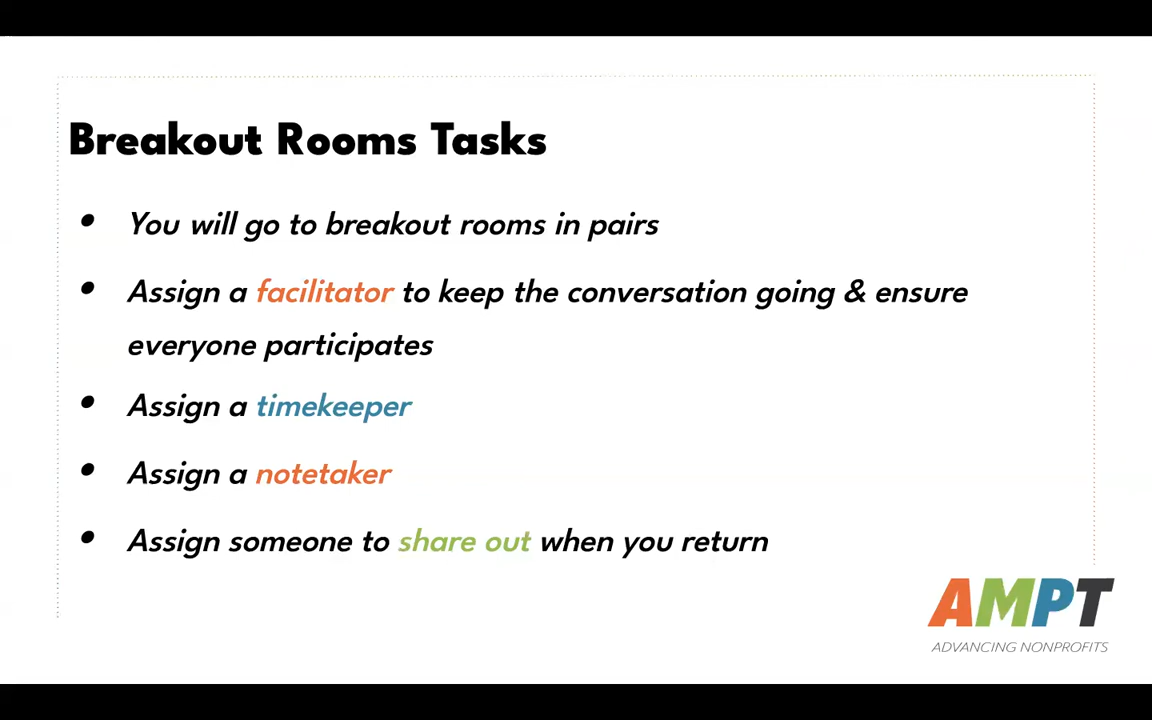 Breakout Rooms Tasks
• You will go to breakout rooms in pairs
• Assign a facilitator to keep the conversation going & ensure
everyone participates
• Assign a timekeeper
• Assign a notetaker
• Assign someone to share out when you return
AMPT
ADVANCING NONPROFITS